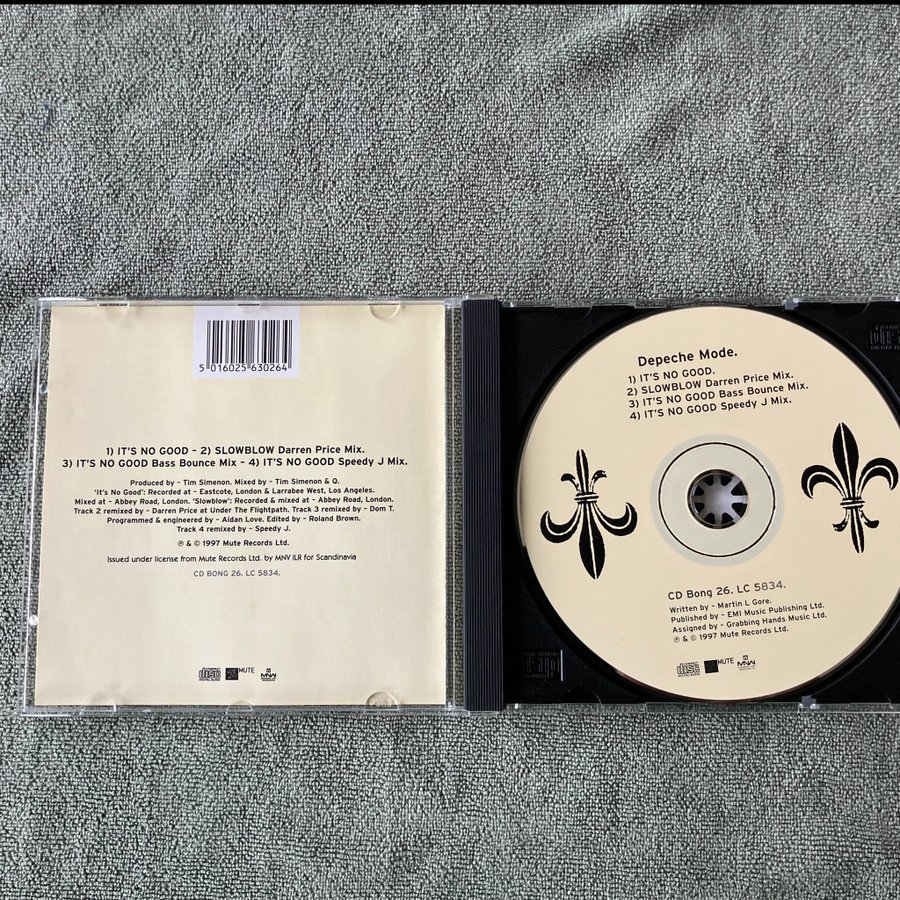 5 016025 630264
1) IT'S NO GOOD - 2) SLOWBLOW Darren Price Mix.
3) IT'S NO GOOD Bass Bounce Mix - 4) IT'S NO GOOD Speedy J Mix.
Produced by - Tim Simenon. Mixed by - Tim Simenon & Q.
'It's No Good': Recorded at - Eastcote, London & Larrabee West, Los Angeles.
Mixed at - Abbey Road, London. 'Slowblow': Recorded & mixed at - Abbey Road, London.
Track 2 remixed by - Darren Price at Under The Flightpath. Track 3 remixed by - Dom T.
Programmed & engineered by - Aidan Love. Edited by - Roland Brown.
Track 4 remixed by - Speedy J.
℗ & © 1997 Mute Records Ltd.
Issued under license from Mute Records Ltd. by MNV ILR for Scandinavia
CD BONG 26. LC 5834.
disc MUTE MNW
Depeche Mode.
1) IT'S NO GOOD.
2) SLOWBLOW Darren Price Mix.
3) IT'S NO GOOD Bass Bounce Mix.
4) IT'S NO GOOD Speedy J Mix.
CD Bong 26. LC 5834.
Written by - Martin L Gore.
Published by - EMI Music Publishing Ltd.
Assigned by - Grabbing Hands Music Ltd.
℗ & © 1997 Mute Records Ltd.
disc MUTE MNW